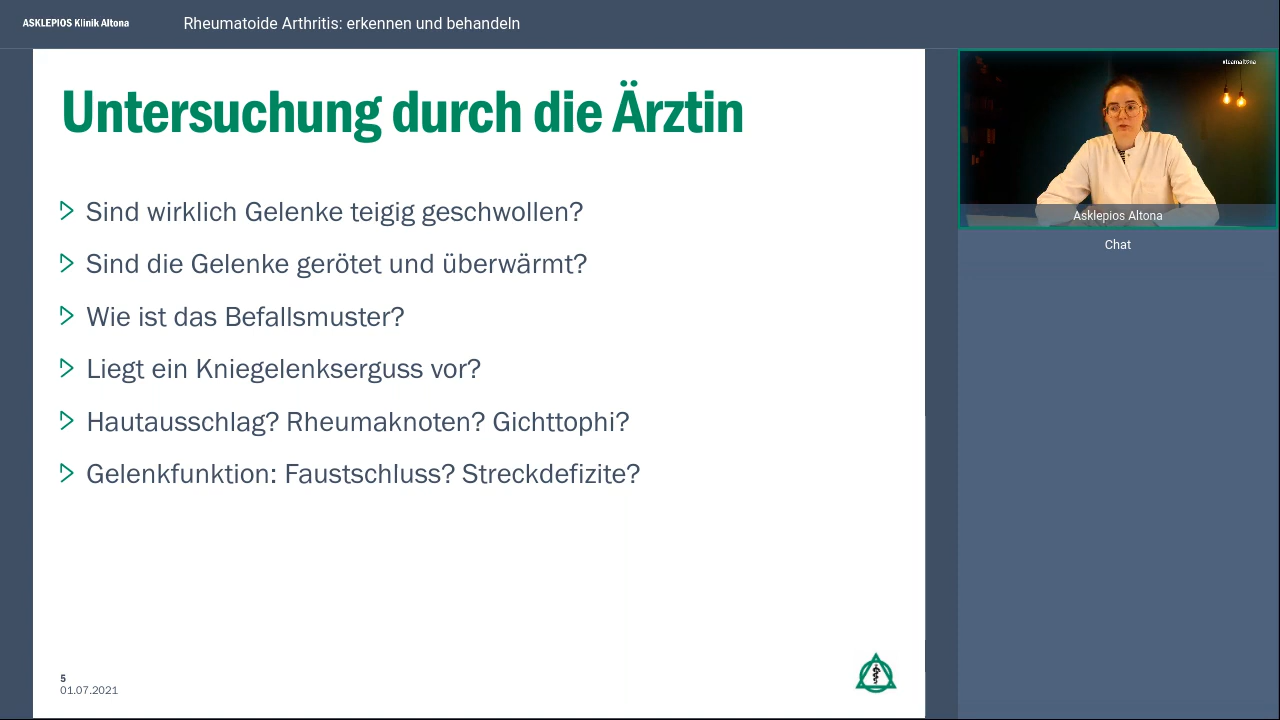 ASKLEPIOS Klinik Altona
Rheumatoide Arthritis: erkennen und behandeln
Untersuchung durch die Ärztin
Sind wirklich Gelenke teigig geschwollen?
Sind die Gelenke gerötet und überwärmt?
Wie ist das Befallsmuster?
Liegt ein Kniegelenkserguss vor?
Hautausschlag? Rheumaknoten? Gichttophi?
Gelenkfunktion: Faustschluss? Streckdefizite?
5
01.07.2021
#teamaltona
Asklepios Altona
Chat